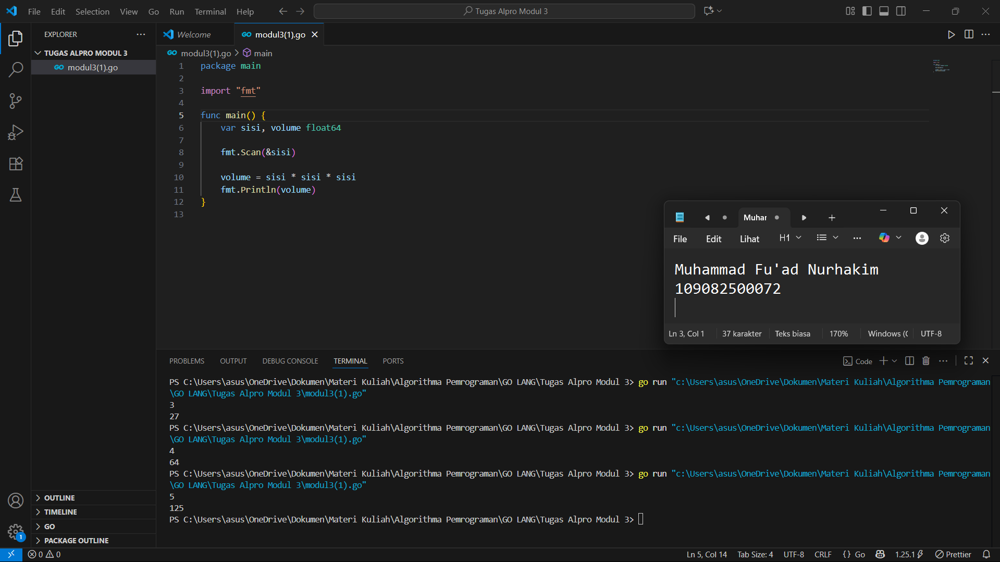 File Edit Selection View Go Run Terminal Help
Tugas Alpro Modul 3
EXPLORER
TUGAS ALPRO MODUL 3
modul3(1).go
OUTLINE
TIMELINE
GO
PACKAGE OUTLINE
1
Welcome
modul3(1).go
modul3(1).go > main
1 package main
2
3 import "fmt"
4
5 func main() {
6 var sisi, volume float64
7
8 fmt.Scan(&sisi)
9
10 volume = sisi * sisi * sisi
11 fmt.Println(volume)
12 }
13
Muhar
File Edit Lihat H1
Muhammad Fu'ad Nurhakim
109082500072
Ln 3, Col 1 37 karakter Teks biasa 170% Windows (C UTF-8
PROBLEMS OUTPUT DEBUG CONSOLE TERMINAL PORTS
Code
PS C:\Users\asus\OneDrive\Dokumen\Materi Kuliah\Algorithma Pemrograman\GO LANG\Tugas Alpro Modul 3> go run "c:\Users\asus\OneDrive\Dokumen\Materi Kuliah\Algorithma Pemrograman
\GO LANG\Tugas Alpro Modul 3\modul3(1).go"
3
27
PS C:\Users\asus\OneDrive\Dokumen\Materi Kuliah\Algorithma Pemrograman\GO LANG\Tugas Alpro Modul 3> go run "c:\Users\asus\OneDrive\Dokumen\Materi Kuliah\Algorithma Pemrograman
\GO LANG\Tugas Alpro Modul 3\modul3(1).go"
4
64
PS C:\Users\asus\OneDrive\Dokumen\Materi Kuliah\Algorithma Pemrograman\GO LANG\Tugas Alpro Modul 3> go run "c:\Users\asus\OneDrive\Dokumen\Materi Kuliah\Algorithma Pemrograman
\GO LANG\Tugas Alpro Modul 3\modul3(1).go"
5
125
PS C:\Users\asus\OneDrive\Dokumen\Materi Kuliah\Algorithma Pemrograman\GO LANG\Tugas Alpro Modul 3>
0 0 Ln 5, Col 14 Tab Size: 4 UTF-8 CRLF {} Go 1.25.1 Prettier